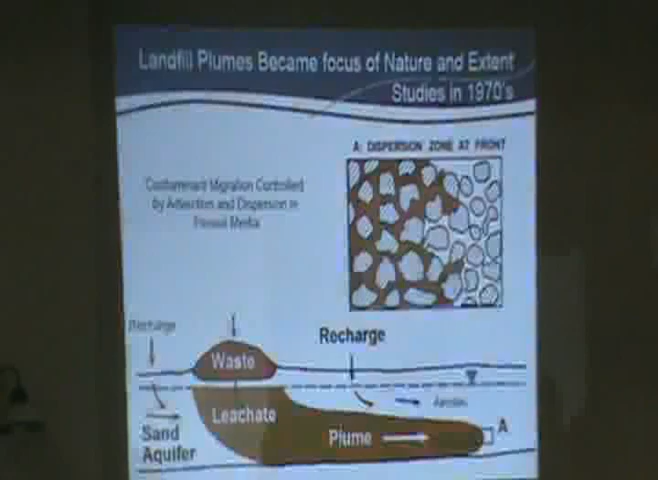 Landfill Plumes Became focus of Nature and Extent
Studies in 1970's
A: DISPERSION ZONE AT FRONT
Contaminant Migration Controlled
by Advection and Dispersion in
Porous Media
Recharge
Recharge
Waste
Leachate
Sand
Aquifer
Plume
A